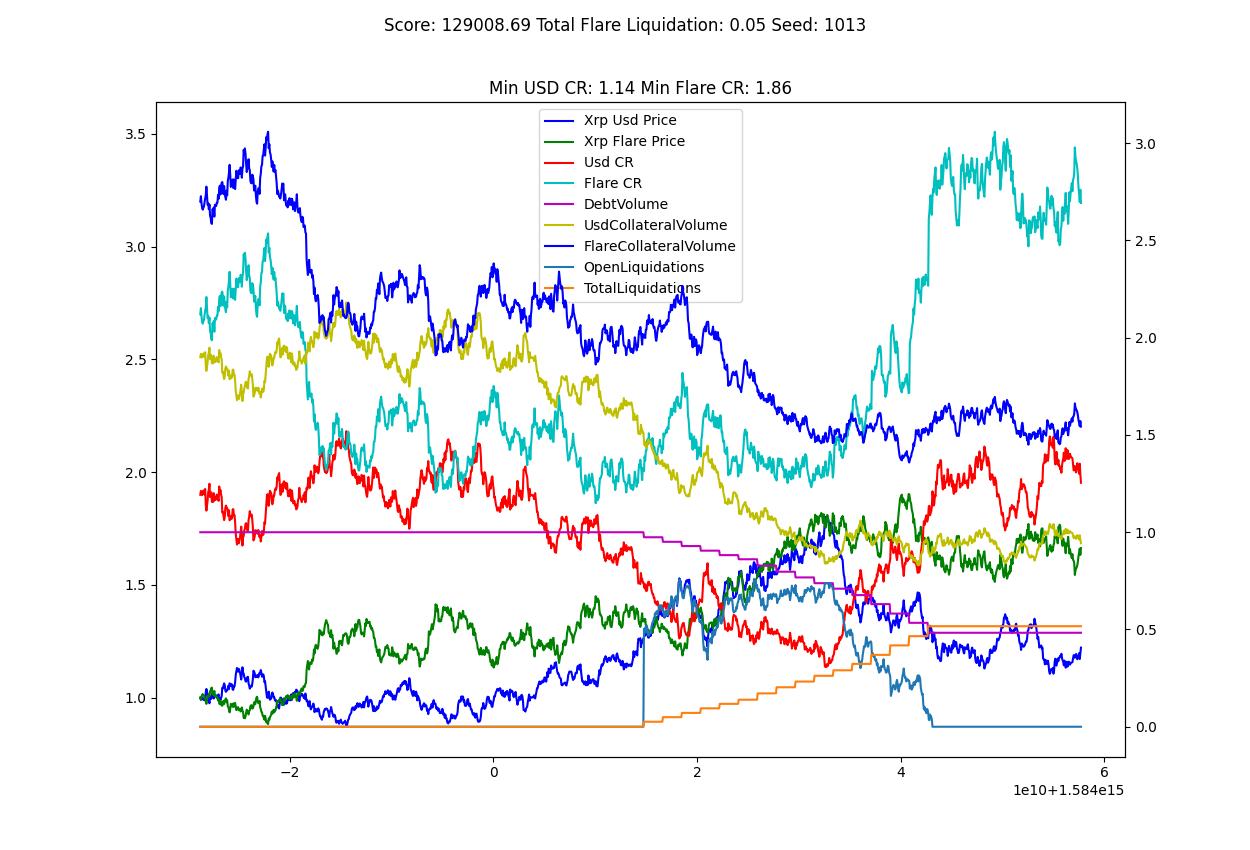 Score: 129008.69 Total Flare Liquidation: 0.05 Seed: 1013
Min USD CR: 1.14 Min Flare CR: 1.86
Xrp Usd Price
Xrp Flare Price
Usd CR
Flare CR
DebtVolume
UsdCollateralVolume
FlareCollateralVolume
OpenLiquidations
TotalLiquidations
3.5
3.0
2.5
2.0
1.5
1.0
3.0
2.5
2.0
1.5
1.0
0.5
0.0
−2
0
2
4
6
1e10+1.584e15